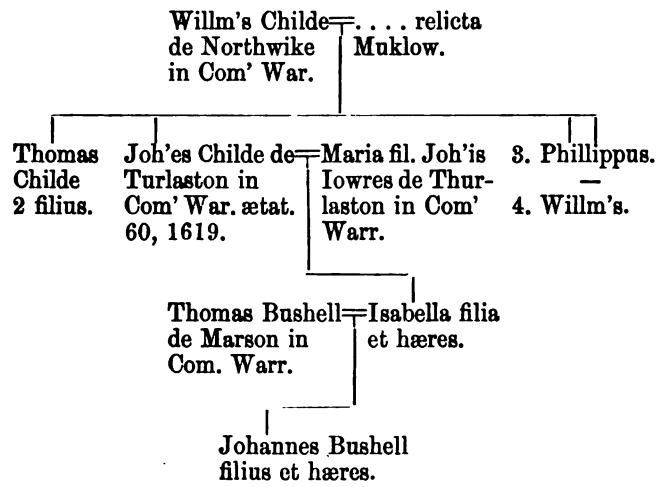 Willm's Childe . . . . relicta
de Northwike Muklow.
in Com' War.
Thomas
Childe
2 filius.
Joh'es Childe de
Turlaston in
Com' War. ætat.
60, 1619.
Maria fil. Joh'is
Iowres de Thur-
laston in Com'
Warr.
3. Phillippus.
—
4. Willm's.
Thomas Bushell
de Marson in
Com. Warr.
Isabella filia
et hæres.
Johannes Bushell
filius et hæres.